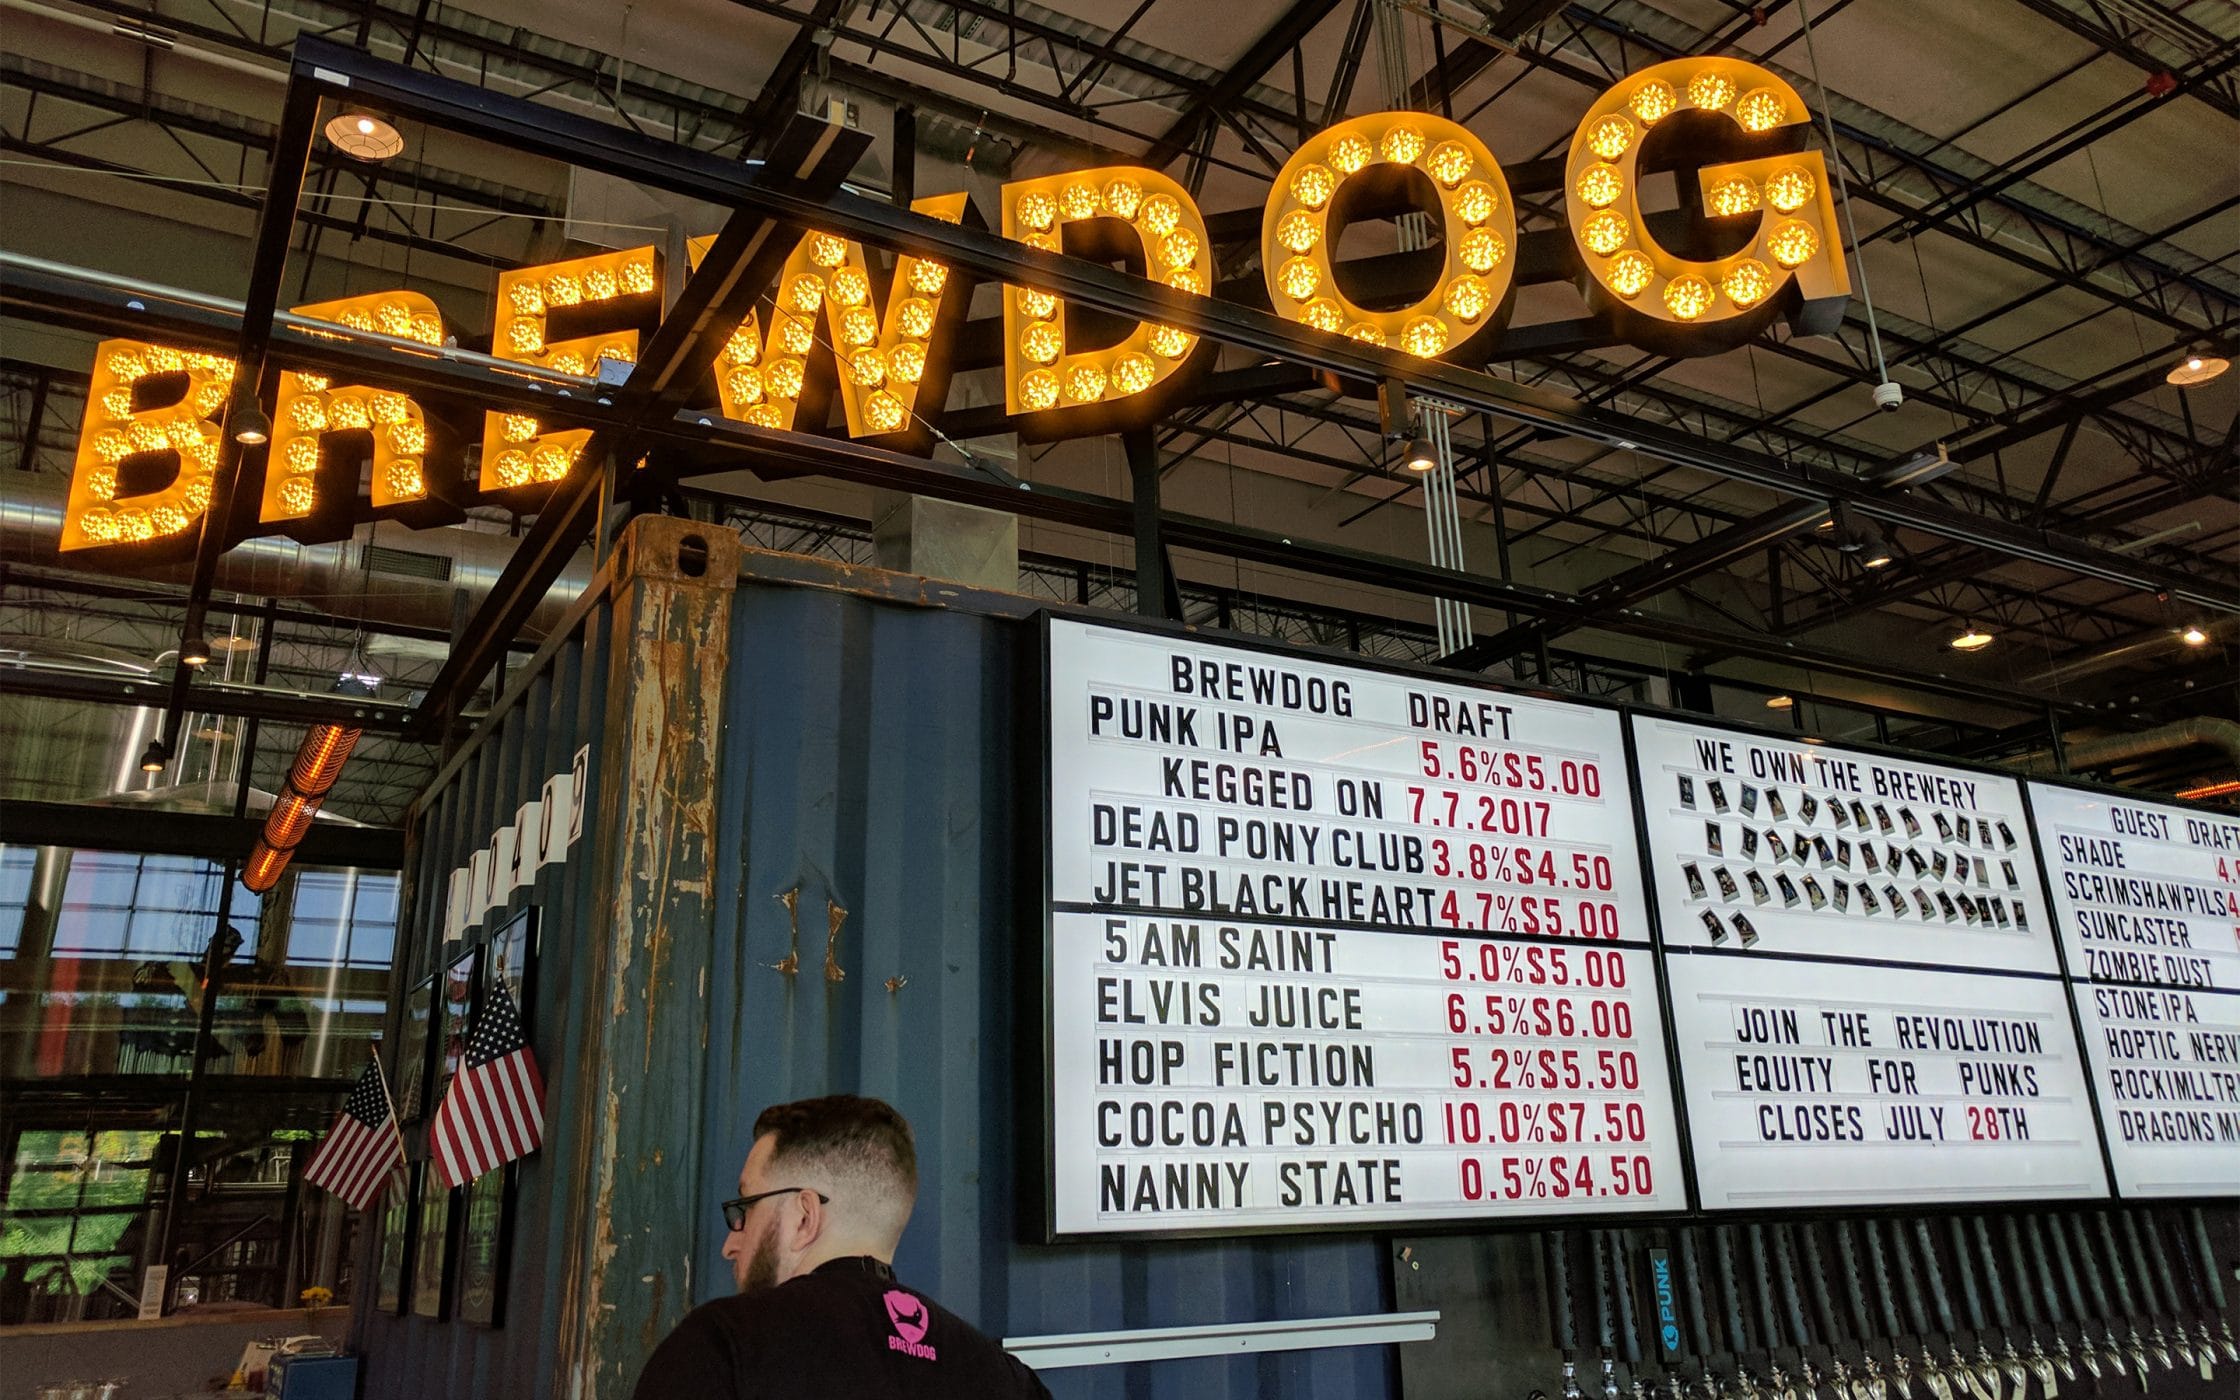 BREWDOG
BREWDOG DRAFT
PUNK IPA 5.6%$5.00
KEGGED ON 7.7.2017
DEAD PONY CLUB 3.8%$4.50
JET BLACK HEART 4.7%$5.00
5 AM SAINT 5.0%$5.00
ELVIS JUICE 6.5%$6.00
HOP FICTION 5.2%$5.50
COCOA PSYCHO 10.0%$7.50
NANNY STATE 0.5%$4.50
WE OWN THE BREWERY
JOIN THE REVOLUTION
EQUITY FOR PUNKS
CLOSES JULY 28TH
GUEST DRAFT
SHADE 4.
SCRIMSHAW PILS
SUNCASTER
ZOMBIE DUST
STONE IPA
HOPTIC NERV
ROCKIMLLTR
DRAGONS M
0409
BREWDOG
PUNK